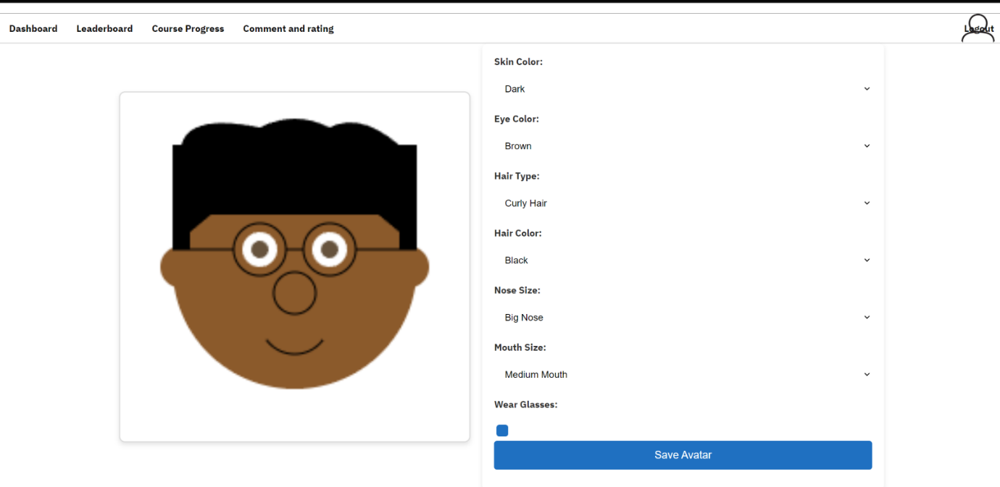 Dashboard Leaderboard Course Progress Comment and rating Logout
Skin Color:
Dark
Eye Color:
Brown
Hair Type:
Curly Hair
Hair Color:
Black
Nose Size:
Big Nose
Mouth Size:
Medium Mouth
Wear Glasses:
Save Avatar